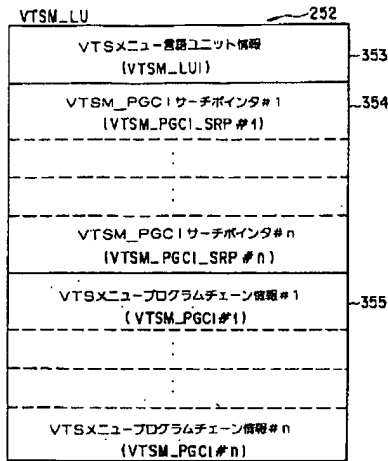 VTSM_LU
252
VTSメニュー言語ユニット情報
(VTSM_LUI)
353
VTSM_PGCIサーチポインタ#1
(VTSM_PGCI_SRP#1)
354
VTSM_PGCIサーチポインタ#n
(VTSM_PGCI_SRP#n)
VTSメニュープログラムチェーン情報#1
(VTSM_PGCI#1)
355
VTSメニュープログラムチェーン情報#n
(VTSM_PGCI#n)